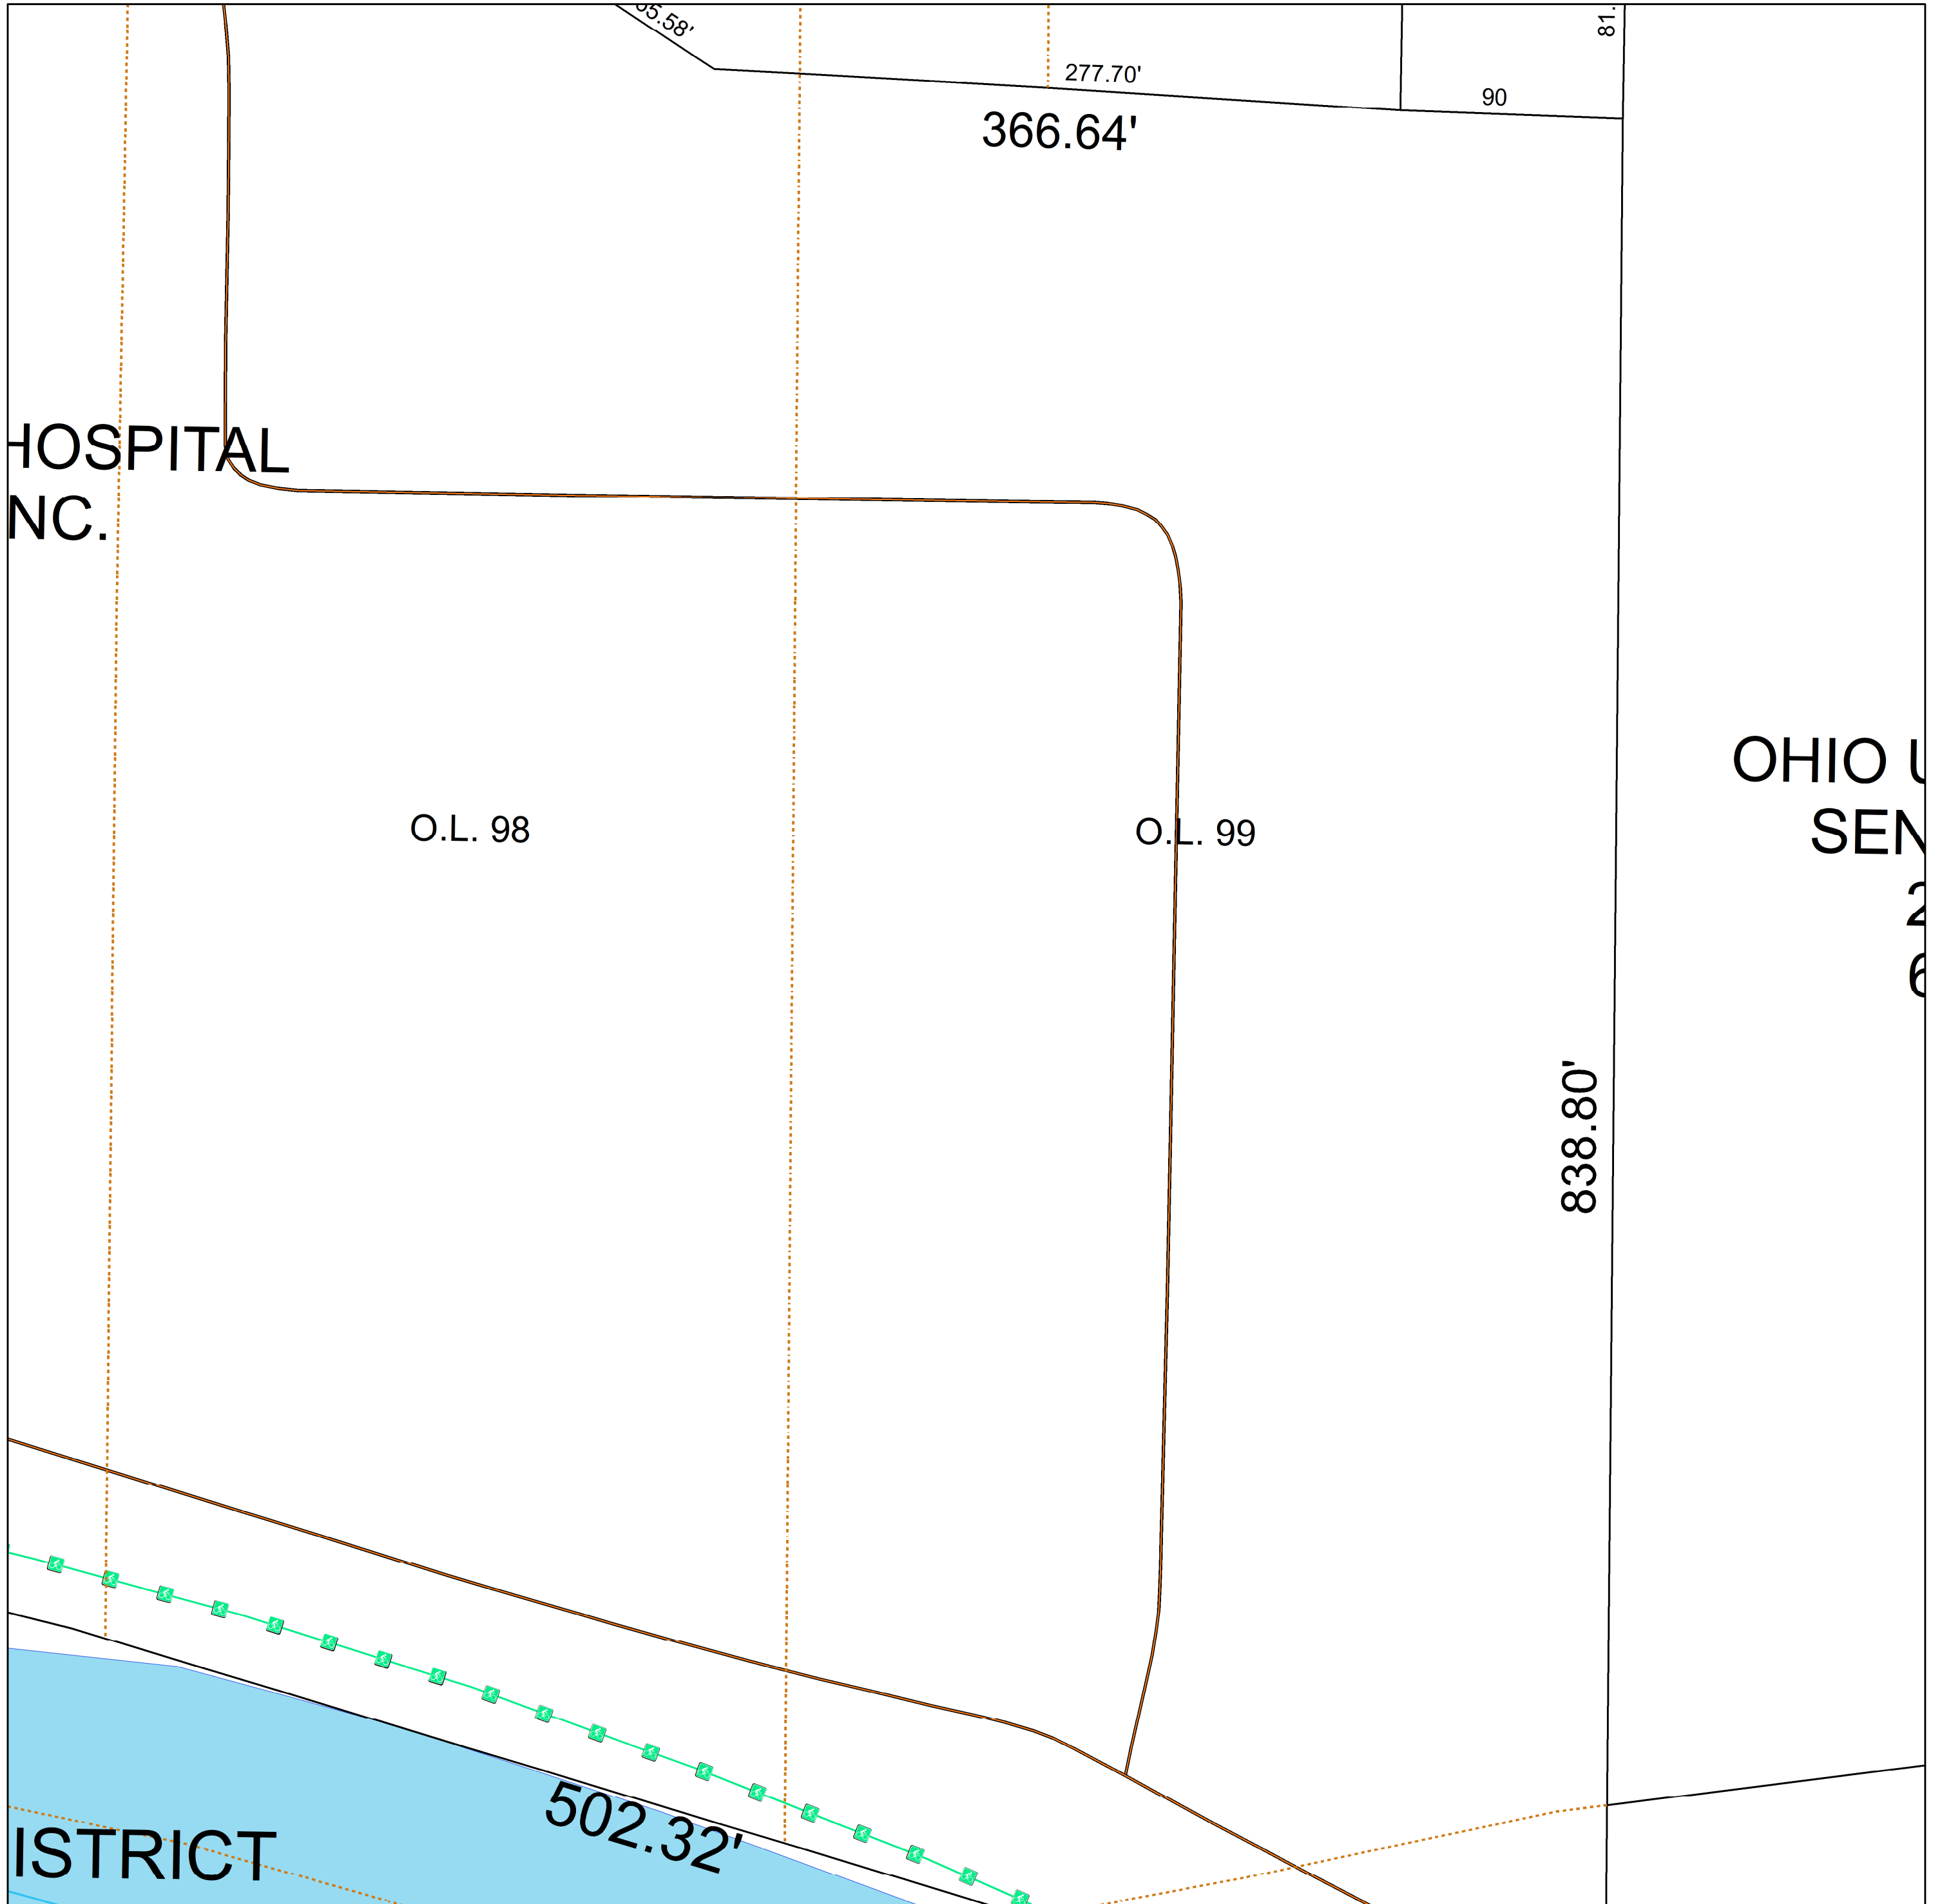 277.70'
90
366.64'
HOSPITAL
NC.
OHIO U
SEN
O.L. 98
O.L. 99
838.80'
502.32'
ISTRICT